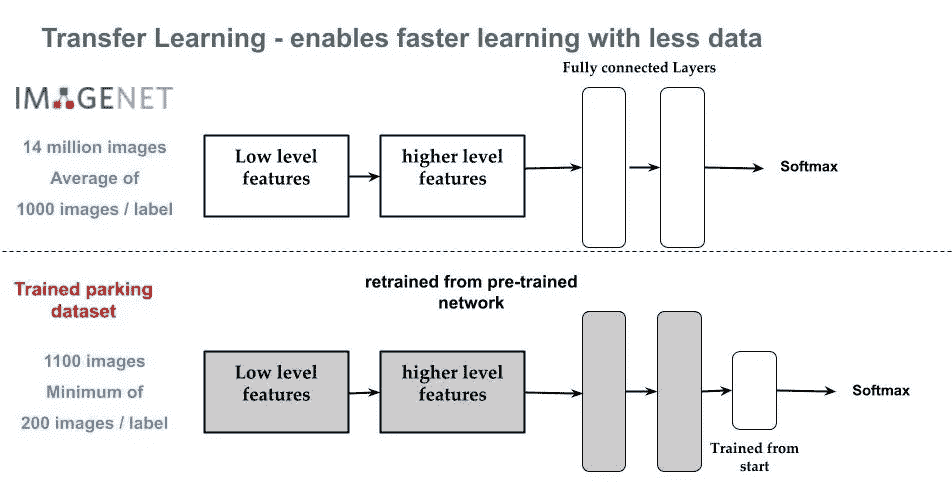 Transfer Learning - enables faster learning with less data
Fully connected Layers
IMAGENET
14 million images
Average of
1000 images / label
Low level
features
higher level
features
Softmax
Trained parking
dataset
retrained from pre-trained
network
1100 images
Minimum of
200 images / label
Low level
features
higher level
features
Softmax
Trained from
start